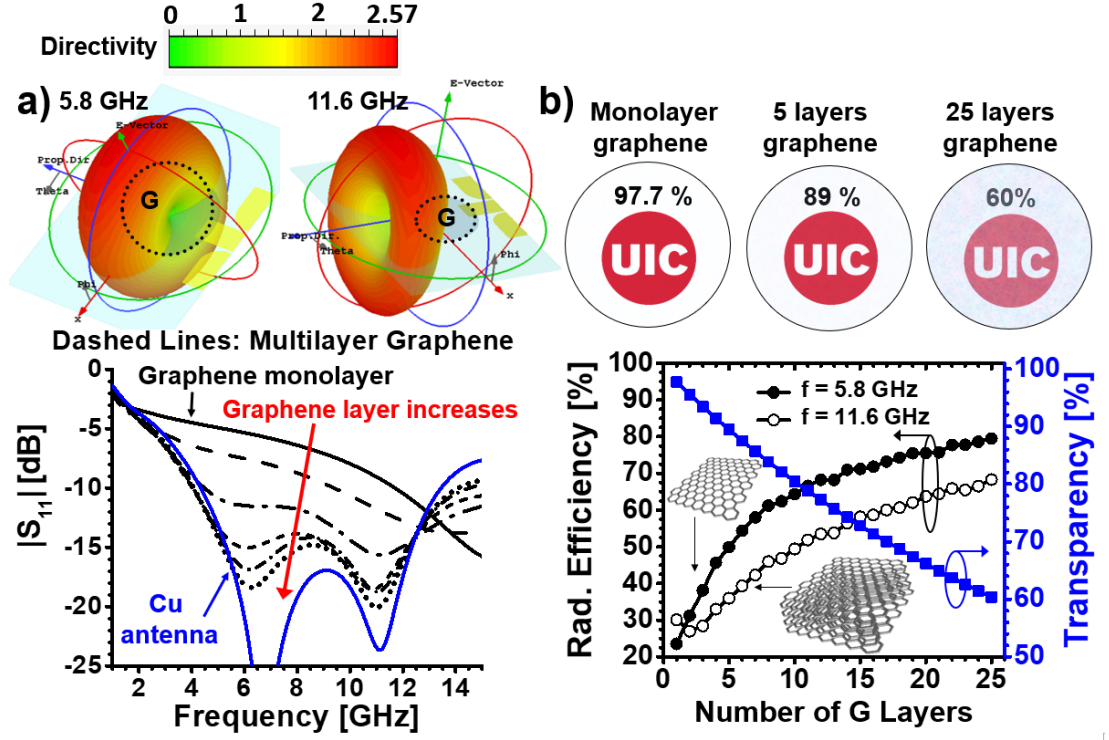 0 1 2 2.57
Directivity
a) 5.8 GHz
11.6 GHz
E-Vector
Prop.Dir
Theta
Phi
x
G
E-Vector
Prop.Dir.
Theta
Phi
x
G
Dashed Lines: Multilayer Graphene
0
-5
-10
-15
-20
-25
|S11| [dB]
Graphene monolayer
Graphene layer increases
Cu
antenna
2 4 6 8 10 12 14
Frequency [GHz]
b)
Monolayer
graphene
5 layers
graphene
25 layers
graphene
97.7 %
89 %
60%
UIC
UIC
UIC
100
90
80
70
60
50
40
30
20
Rad. Efficiency [%]
f = 5.8 GHz
f = 11.6 GHz
100
90
80
70
60
50
Transparency [%]
0 5 10 15 20 25
Number of G Layers